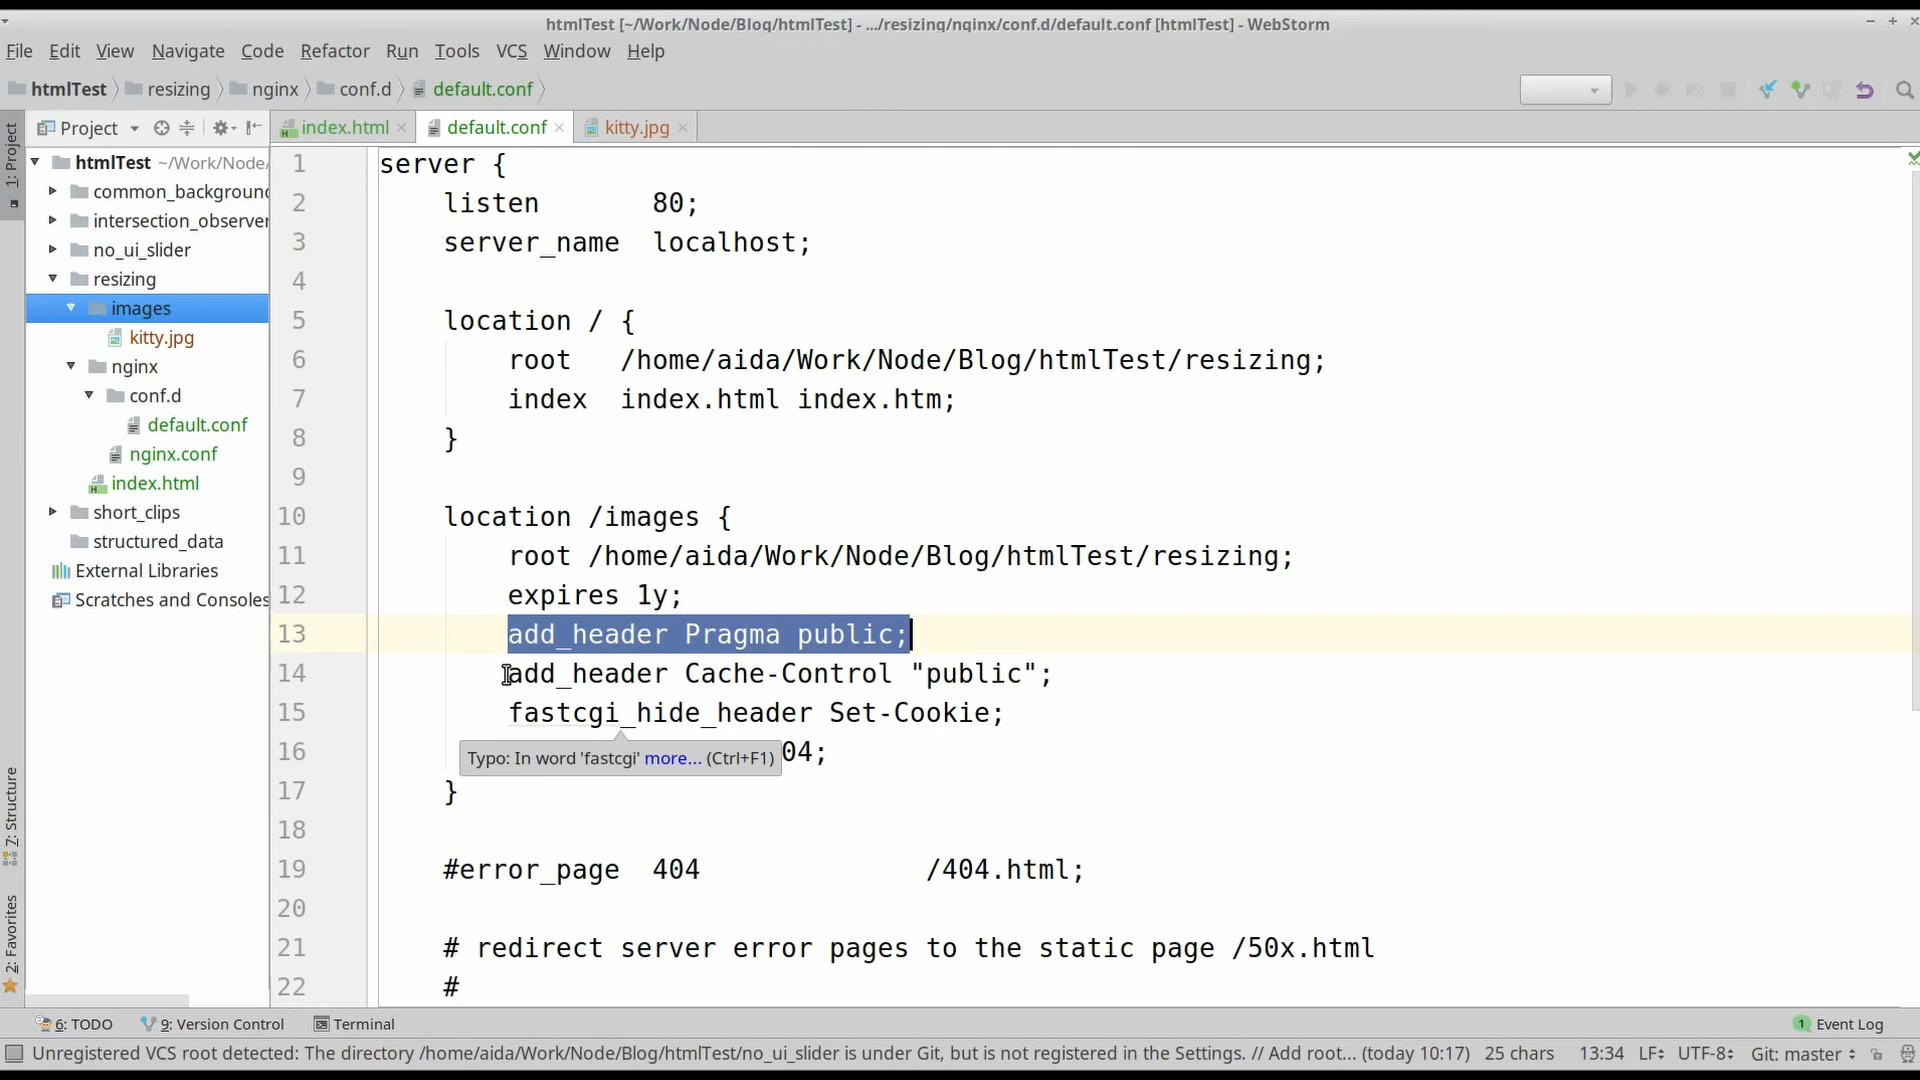 htmlTest [~/Work/Node/Blog/htmlTest] - .../resizing/nginx/conf.d/default.conf [htmlTest] - WebStorm
File Edit View Navigate Code Refactor Run Tools VCS Window Help
htmlTest resizing nginx conf.d default.conf
Project index.html default.conf kitty.jpg
1: Project
7: Structure
2: Favorites
htmlTest ~/Work/Node/
common_background
intersection_observer
no_ui_slider
resizing
images
kitty.jpg
nginx
conf.d
default.conf
nginx.conf
index.html
short_clips
structured_data
External Libraries
Scratches and Consoles
1 server {
2 listen 80;
3 server_name localhost;
4
5 location / {
6 root /home/aida/Work/Node/Blog/htmlTest/resizing;
7 index index.html index.htm;
8 }
9
10 location /images {
11 root /home/aida/Work/Node/Blog/htmlTest/resizing;
12 expires 1y;
13 add_header Pragma public;
14 add_header Cache-Control "public";
15 fastcgi_hide_header Set-Cookie;
16 04;
Typo: In word 'fastcgi' more... (Ctrl+F1)
17 }
18
19 #error_page 404 /404.html;
20
21 # redirect server error pages to the static page /50x.html
22 #
6: TODO 9: Version Control Terminal 1 Event Log
Unregistered VCS root detected: The directory /home/aida/Work/Node/Blog/htmlTest/no_ui_slider is under Git, but is not registered in the Settings. // Add root... (today 10:17) 25 chars 13:34 LF UTF-8 Git: master